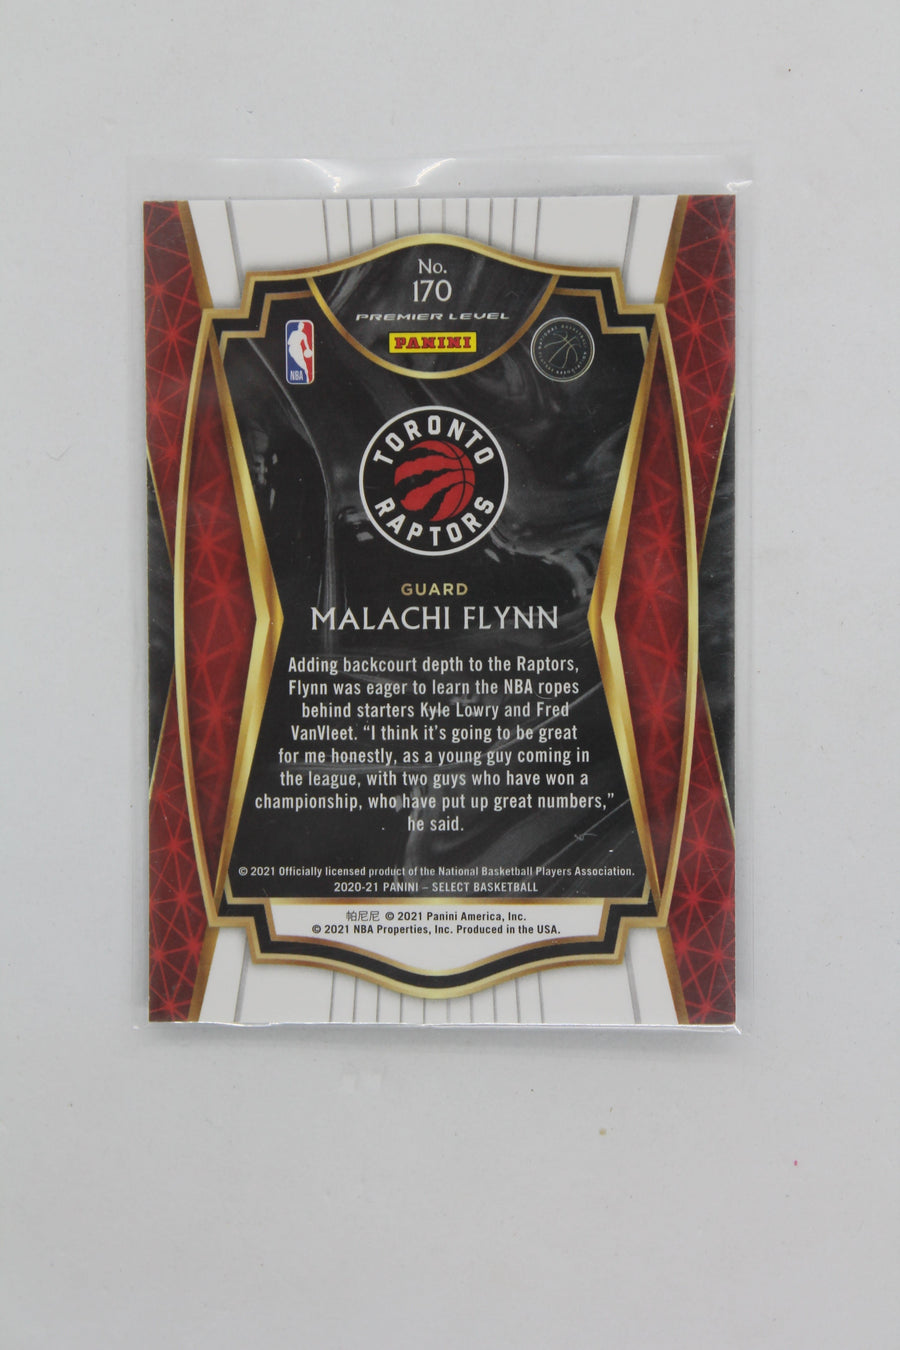 No.
170
PREMIER LEVEL
PANINI
NBA
NATIONAL BASKETBALL
PLAYERS ASSOCIATION
TORONTO
RAPTORS
GUARD
MALACHI FLYNN
Adding backcourt depth to the Raptors,
Flynn was eager to learn the NBA ropes
behind starters Kyle Lowry and Fred
VanVleet. “I think it’s going to be great
for me honestly, as a young guy coming in
the league, with two guys who have won a
championship, who have put up great numbers,”
he said.
© 2021 Officially licensed product of the National Basketball Players Association.
2020-21 PANINI – SELECT BASKETBALL
帕尼尼 © 2021 Panini America, Inc.
© 2021 NBA Properties, Inc. Produced in the USA.